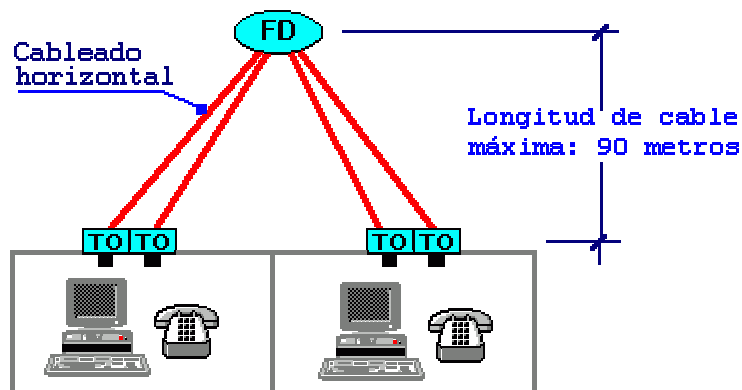 FD
Cableado
horizontal
Longitud de cable
máxima: 90 metros
TO TO TO TO